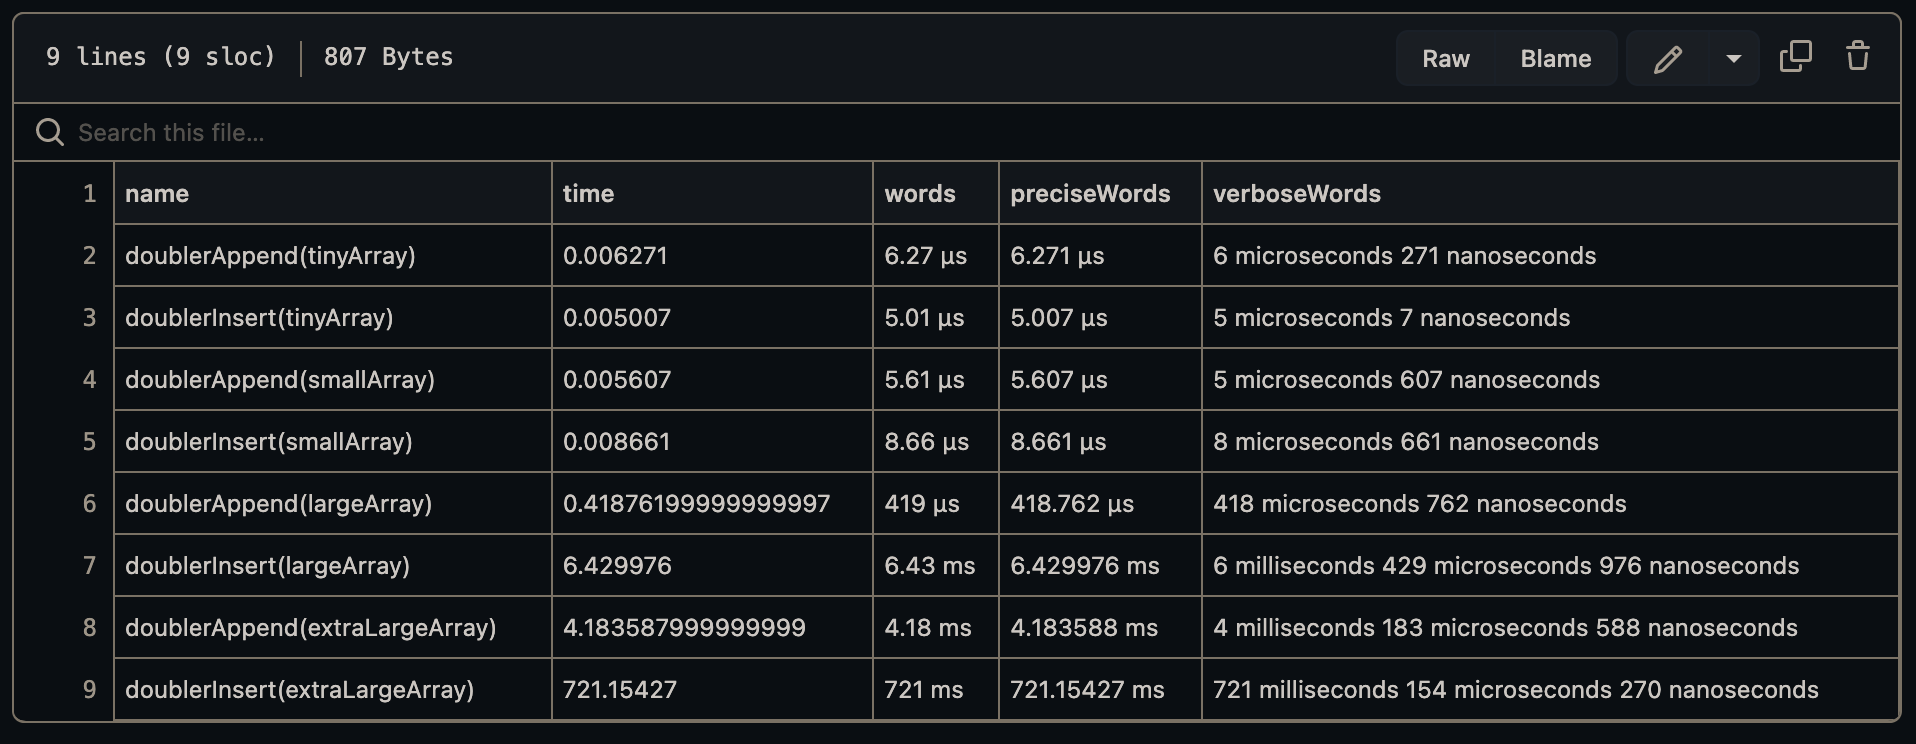 9 lines (9 sloc) 807 Bytes Raw Blame
Search this file...
1 name time words preciseWords verboseWords
2 doublerAppend(tinyArray) 0.006271 6.27 μs 6.271 μs 6 microseconds 271 nanoseconds
3 doublerInsert(tinyArray) 0.005007 5.01 μs 5.007 μs 5 microseconds 7 nanoseconds
4 doublerAppend(smallArray) 0.005607 5.61 μs 5.607 μs 5 microseconds 607 nanoseconds
5 doublerInsert(smallArray) 0.008661 8.66 μs 8.661 μs 8 microseconds 661 nanoseconds
6 doublerAppend(largeArray) 0.41876199999999997 419 μs 418.762 μs 418 microseconds 762 nanoseconds
7 doublerInsert(largeArray) 6.429976 6.43 ms 6.429976 ms 6 milliseconds 429 microseconds 976 nanoseconds
8 doublerAppend(extraLargeArray) 4.183587999999999 4.18 ms 4.183588 ms 4 milliseconds 183 microseconds 588 nanoseconds
9 doublerInsert(extraLargeArray) 721.15427 721 ms 721.15427 ms 721 milliseconds 154 microseconds 270 nanoseconds